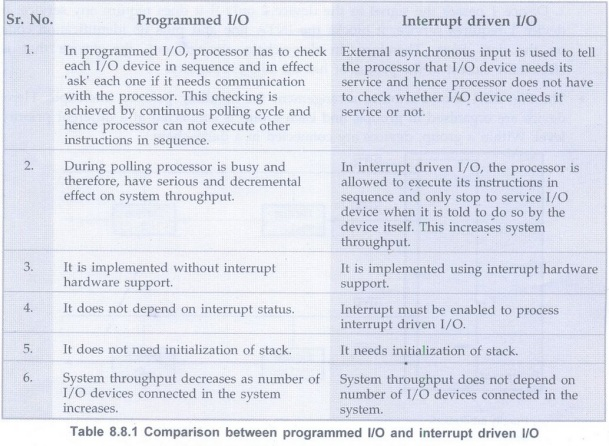 Sr. No. Programmed I/O Interrupt driven I/O
1. In programmed I/O, processor has to check
each I/O device in sequence and in effect
'ask' each one if it needs communication
with the processor. This checking is
achieved by continuous polling cycle and
hence processor can not execute other
instructions in sequence.
External asynchronous input is used to tell
the processor that I/O device needs its
service and hence processor does not have
to check whether I/O device needs it
service or not.
2. During polling processor is busy and
therefore, have serious and decremental
effect on system throughput.
In interrupt driven I/O, the processor is
allowed to execute its instructions in
sequence and only stop to service I/O
device when it is told to do so by the
device itself. This increases system
throughput.
3. It is implemented without interrupt
hardware support.
It is implemented using interrupt hardware
support.
4. It does not depend on interrupt status.
Interrupt must be enabled to process
interrupt driven I/O.
5. It does not need initialization of stack.
It needs initialization of stack.
6. System throughput decreases as number of
I/O devices connected in the system
increases.
System throughput does not depend on
number of I/O devices connected in the
system.
Table 8.8.1 Comparison between programmed I/O and interrupt driven I/O